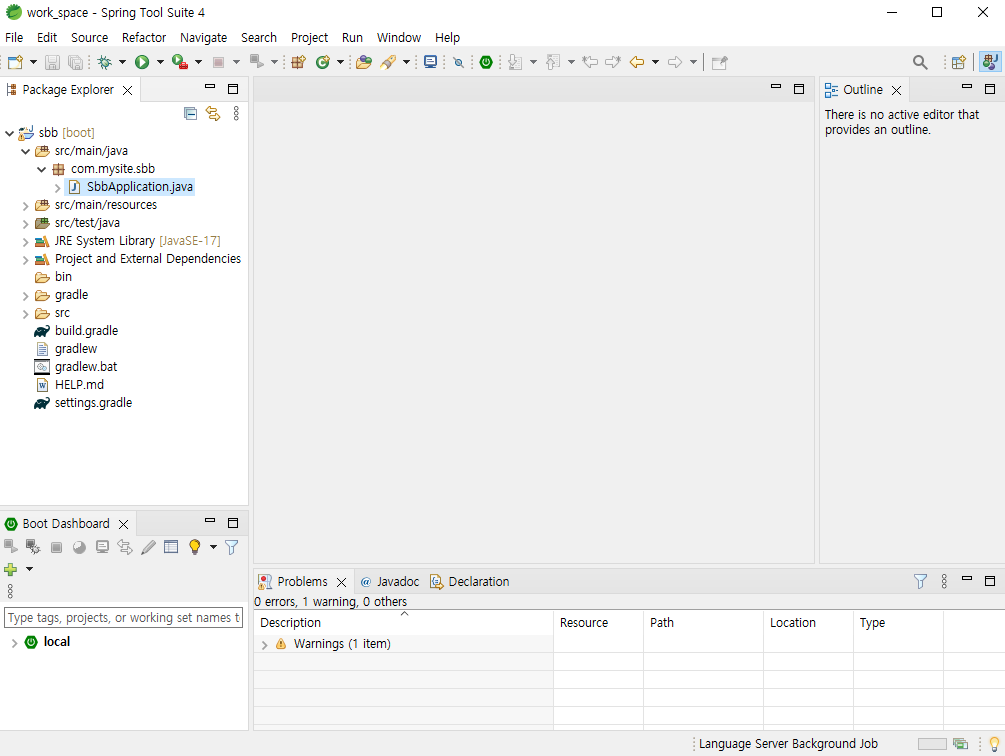 work_space - Spring Tool Suite 4
File Edit Source Refactor Navigate Search Project Run Window Help
Package Explorer
sbb [boot]
src/main/java
com.mysite.sbb
SbbApplication.java
src/main/resources
src/test/java
JRE System Library [JavaSE-17]
Project and External Dependencies
bin
gradle
src
build.gradle
gradlew
gradlew.bat
HELP.md
settings.gradle
Outline
There is no active editor that
provides an outline.
Boot Dashboard
Type tags, projects, or working set names t
local
Problems Javadoc Declaration
0 errors, 1 warning, 0 others
Description Resource Path Location Type
Warnings (1 item)
Language Server Background Job